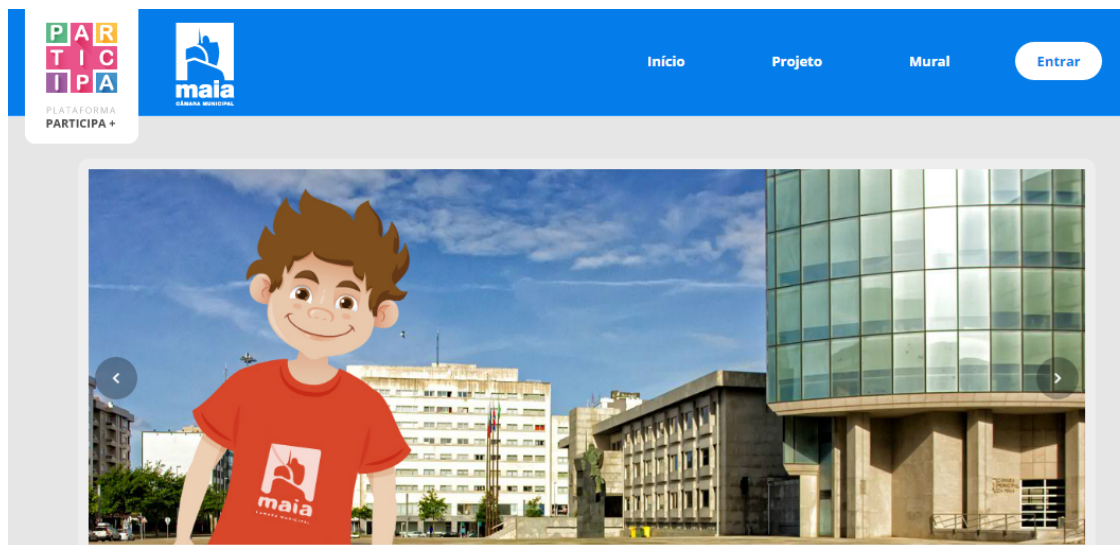 PAR
TIC
IPA
PLATAFORMA
PARTICIPA +
maia
CÂMARA MUNICIPAL
Início
Projeto
Mural
Entrar
maia
CÂMARA MUNICIPAL